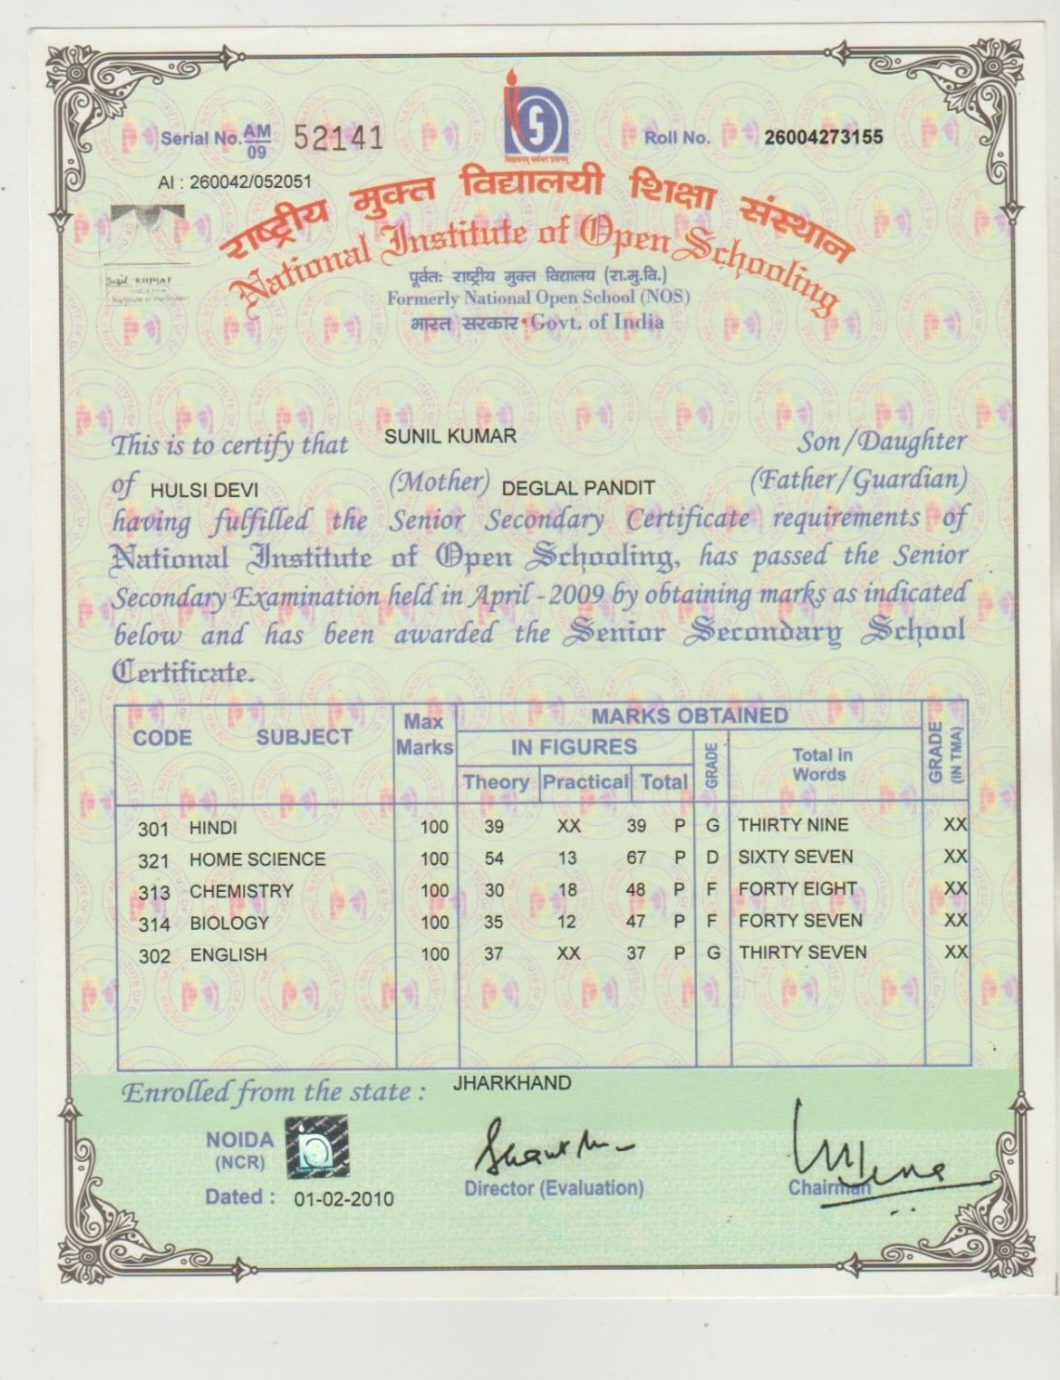 Serial No. AM/09 52141
Roll No. 26004273155
AI : 260042/052051
राष्ट्रीय मुक्त विद्यालयी शिक्षा संस्थान
National Institute of Open Schooling
पूर्वतः राष्ट्रीय मुक्त विद्यालय (रा.मु.वि.)
Formerly National Open School (NOS)
भारत सरकार • Govt. of India
This is to certify that SUNIL KUMAR Son/Daughter
of HULSI DEVI (Mother) DEGLAL PANDIT (Father/Guardian)
having fulfilled the Senior Secondary Certificate requirements of
National Institute of Open Schooling, has passed the Senior
Secondary Examination held in April - 2009 by obtaining marks as indicated
below and has been awarded the Senior Secondary School
Certificate.
CODE SUBJECT Max Marks MARKS OBTAINED GRADE (IN TMA)
IN FIGURES GRADE Total in Words
Theory Practical Total
301 HINDI 100 39 XX 39 P G THIRTY NINE XX
321 HOME SCIENCE 100 54 13 67 P D SIXTY SEVEN XX
313 CHEMISTRY 100 30 18 48 P F FORTY EIGHT XX
314 BIOLOGY 100 35 12 47 P F FORTY SEVEN XX
302 ENGLISH 100 37 XX 37 P G THIRTY SEVEN XX
Enrolled from the state : JHARKHAND
NOIDA
(NCR)
Dated : 01-02-2010
Director (Evaluation)
Chairman